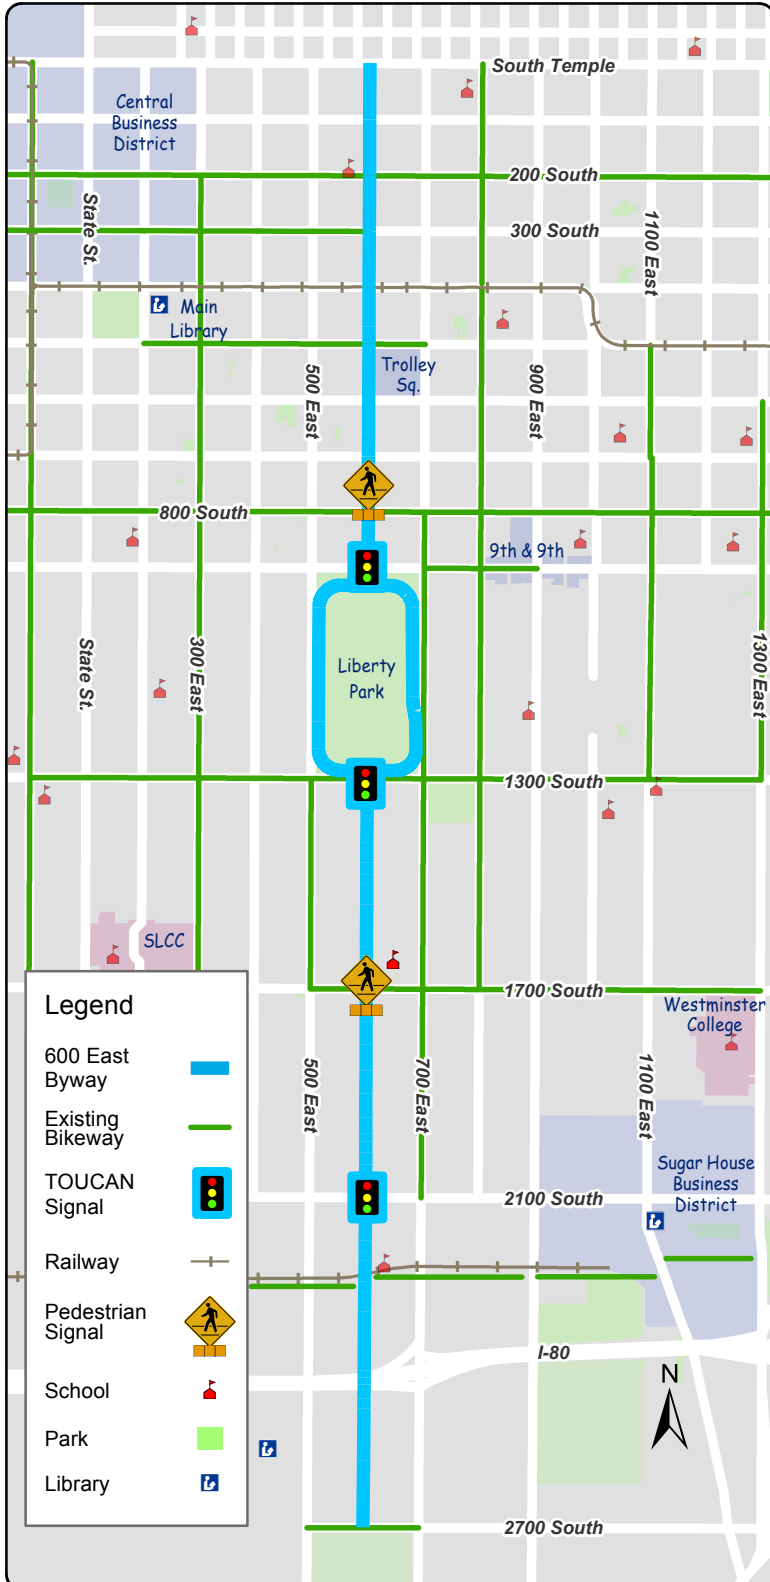 South Temple
Central
Business
District
200 South
State St.
1100 East
300 South
Main
Library
Trolley
Sq.
500 East
900 East
800 South
9th & 9th
State St.
300 East
Liberty
Park
1300 East
1300 South
SLCC
1700 South
Westminster
College
500 East
700 East
1100 East
Sugar House
Business
District
2100 South
I-80
N
2700 South
Legend
600 East
Byway
Existing
Bikeway
TOUCAN
Signal
Railway
Pedestrian
Signal
School
Park
Library